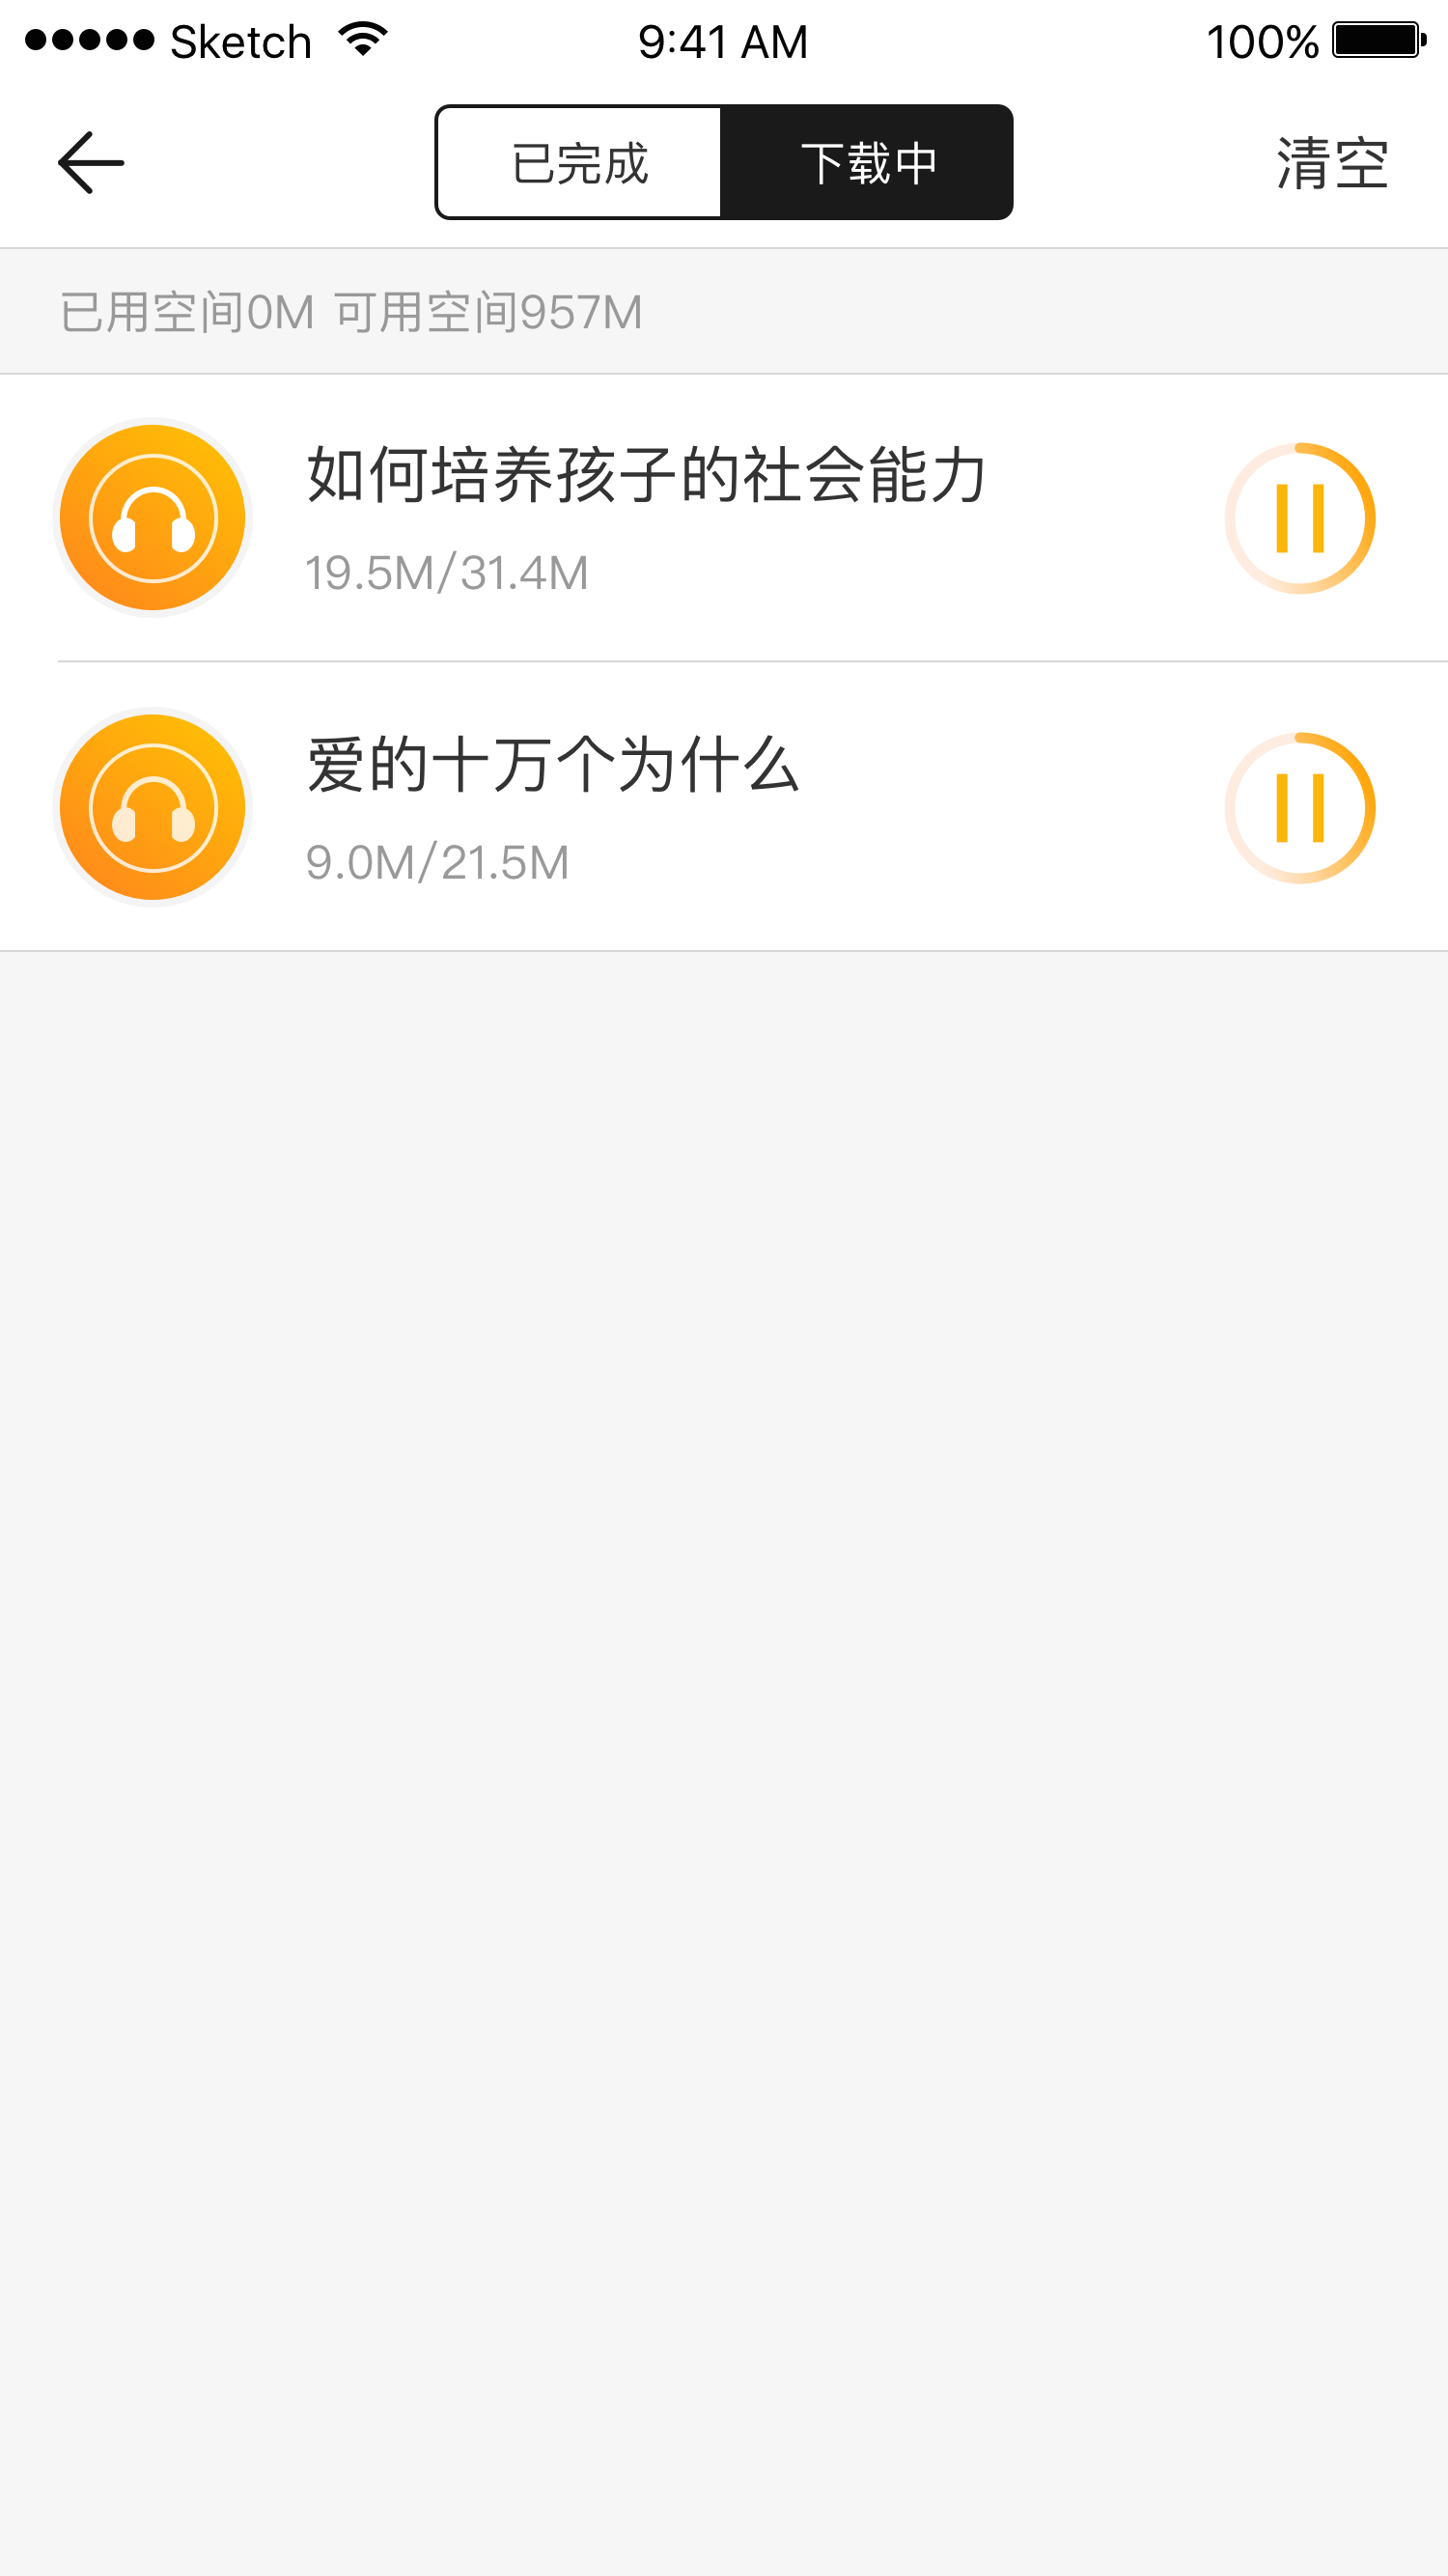 Sketch 9:41 AM 100%
已完成 下载中 清空
已用空间0M 可用空间957M
如何培养孩子的社会能力
19.5M/31.4M
爱的十万个为什么
9.0M/21.5M